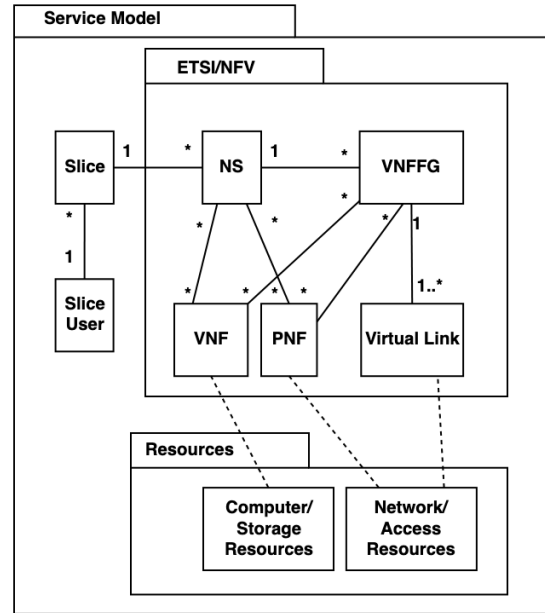 Service Model
ETSI/NFV
Slice
1
*
NS
1
*
VNFFG
*
1
*
*
*
*
1
Slice
User
*
*
*
*
1..*
VNF
PNF
Virtual Link
Resources
Computer/
Storage
Resources
Network/
Access
Resources